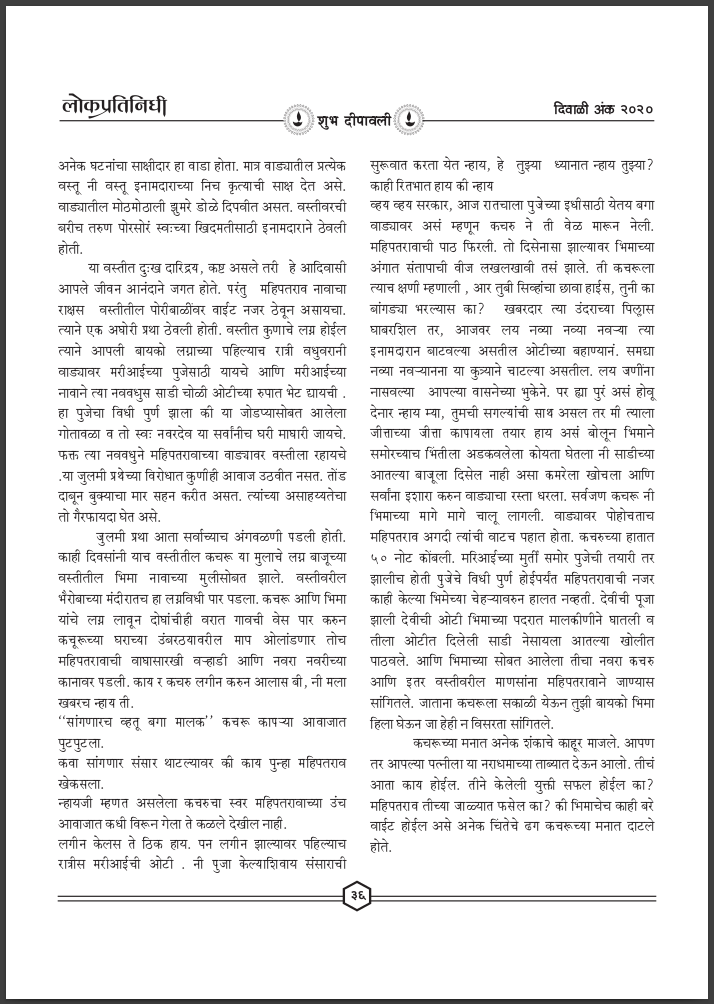 लोकप्रतिनिधी
शुभ दीपावली
दिवाळी अंक २०२०
अनेक घटनांचा साक्षीदार हा वाडा होता. मात्र वाड्यातील प्रत्येक
वस्तू नी वस्तू इनामदाराच्या निच कृत्याची साक्ष देत असे.
वाड्यातील मोठमोठाली झुमरे डोळे दिपवीत असत. वस्तीवरची
बरीच तरुण पोरसोरं स्वःच्या खिदमतीसाठी इनामदाराने ठेवली
होती.
या वस्तीत दुःख दारिद्रय, कष्ट असले तरी हे आदिवासी
आपले जीवन आनंदाने जगत होते. परंतु महिपतराव नावाचा
राक्षस वस्तीतील पोरीबाळींवर वाईट नजर ठेवून असायचा.
त्याने एक अघोरी प्रथा ठेवली होती. वस्तीत कुणाचे लग्न होईल
त्याने आपली बायको लग्नाच्या पहिल्याच रात्री वधुवरानी
वाड्यावर मरीआईच्या पुजेसाठी यायचे आणि मरीआईच्या
नावाने त्या नववधुस साडी चोळी ओटीच्या रुपात भेट द्यायची .
हा पुजेचा विधी पुर्ण झाला की या जोडप्यासोबत आलेला
गोतावळा व तो स्वः नवरदेव या सर्वांनीच घरी माघारी जायचे.
फक्त त्या नववधुने महिपतरावाच्या वाड्यावर वस्तीला रहायचे
.या जुलमी प्रथेच्या विरोधात कुणीही आवाज उठवीत नसत. तोंड
दाबून बुक्याचा मार सहन करीत असत. त्यांच्या असाहय्यतेचा
तो गैरफायदा घेत असे.
जुलमी प्रथा आता सर्वाच्याच अंगवळणी पडली होती.
काही दिवसांनी याच वस्तीतील कचरू या मुलाचे लग्न बाजूच्या
वस्तीतील भिमा नावाच्या मुलीसोबत झाले. वस्तीवरील
भैरोबाच्या मंदीरातच हा लग्नविधी पार पडला. कचरू आणि भिमा
यांचे लग्न लावून दोघांचीही वरात गावची वेस पार करुन
कचूरूच्या घराच्या उंबरठयावरील माप ओलांडणार तोच
महिपतरावाची वाघासारखी वऱ्हाडी आणि नवरा नवरीच्या
कानावर पडली. काय र कचरु लगीन करुन आलास बी, नी मला
खबरच न्हाय ती.
‘‘सांगणारच व्हतू बगा मालक’’ कचरू कापऱ्या आवाजात
पुटपुटला.
कवा सांगणार संसार थाटल्यावर की काय पुन्हा महिपतराव
खेकसला.
न्हायजी म्हणत असलेला कचरुचा स्वर महिपतरावाच्या उंच
आवाजात कधी विरून गेला ते कळले देखील नाही.
लगीन केलस ते ठिक हाय. पन लगीन झाल्यावर पहिल्याच
रात्रीस मरीआईची ओटी . नी पुजा केल्याशिवाय संसाराची
सुरूवात करता येत न्हाय, हे तुझ्या ध्यानात न्हाय तुझ्या?
काही रितभात हाय की न्हाय
व्हय व्हय सरकार, आज रातचाला पुजेच्या इधीसाठी येतय बगा
वाड्यावर असं म्हणून कचरु ने ती वेळ मारून नेली.
महिपतरावाची पाठ फिरली. तो दिसेनासा झाल्यावर भिमाच्या
अंगात संतापाची वीज लखलखावी तसं झाले. ती कचरूला
त्याच क्षणी म्हणाली , आर तुबी सिव्हांचा छावा हाईस, तुनी का
बांगड्या भरल्यास का? खबरदार त्या उंदराच्या पिलूास
घाबरशिल तर, आजवर लय नव्या नव्या नवऱ्या त्या
इनामदारान बाटवल्या असतील ओटीच्या बहाण्यानं. समद्या
नव्या नवऱ्यानना या कुत्र्याने चाटल्या असतील. लय जणींना
नासवल्या आपल्या वासनेच्या भुकेने. पर ह्या पुरं असं होवू
देनार न्हाय म्या, तुमची सगल्यांची साथ असल तर मी त्याला
जीत्ताच्या जीत्ता कापायला तयार हाय असं बोलून भिमाने
समोरच्याच भिंतीला अडकवलेला कोयता घेतला नी साडीच्या
आतल्या बाजूला दिसेल नाही असा कमरेला खोचला आणि
सर्वांना इशारा करुन वाड्याचा रस्ता धरला. सर्वजण कचरू नी
भिमाच्या मागे मागे चालू लागली. वाड्यावर पोहोचताच
महिपतराव अगदी त्यांची वाटच पहात होता. कचरुच्या हातात
५० नोट कोंबली. मरिआईच्या मुर्ती समोर पुजेची तयारी तर
झालीच होती पुजेचे विधी पुर्ण होईपर्यंत महिपतरावाची नजर
काही केल्या भिमेच्या चेहऱ्यावरुन हालत नव्हती. देवीची पूजा
झाली देवीची ओटी भिमाच्या पदरात मालकीणीने घातली व
तीला ओटीत दिलेली साडी नेसायला आतल्या खोलीत
पाठवले. आणि भिमाच्या सोबत आलेला तीचा नवरा कचरु
आणि इतर वस्तीवरील माणसांना महिपतरावाने जाण्यास
सांगितले. जाताना कचरूला सकाळी येऊन तुझी बायको भिमा
हिला घेऊन जा हेही न विसरता सांगितले.
कचरूच्या मनात अनेक शंकाचे काहूर माजले. आपण
तर आपल्या पत्नीला या नराधमाच्या ताब्यात देऊन आलो. तीचं
आता काय होईल. तीने केलेली युक्ती सफल होईल का?
महिपतराव तीच्या जाळ्यात फसेल का? की भिमाचेच काही बरे
वाईट होईल असे अनेक चिंतेचे ढग कचरूच्या मनात दाटले
होते.
३६